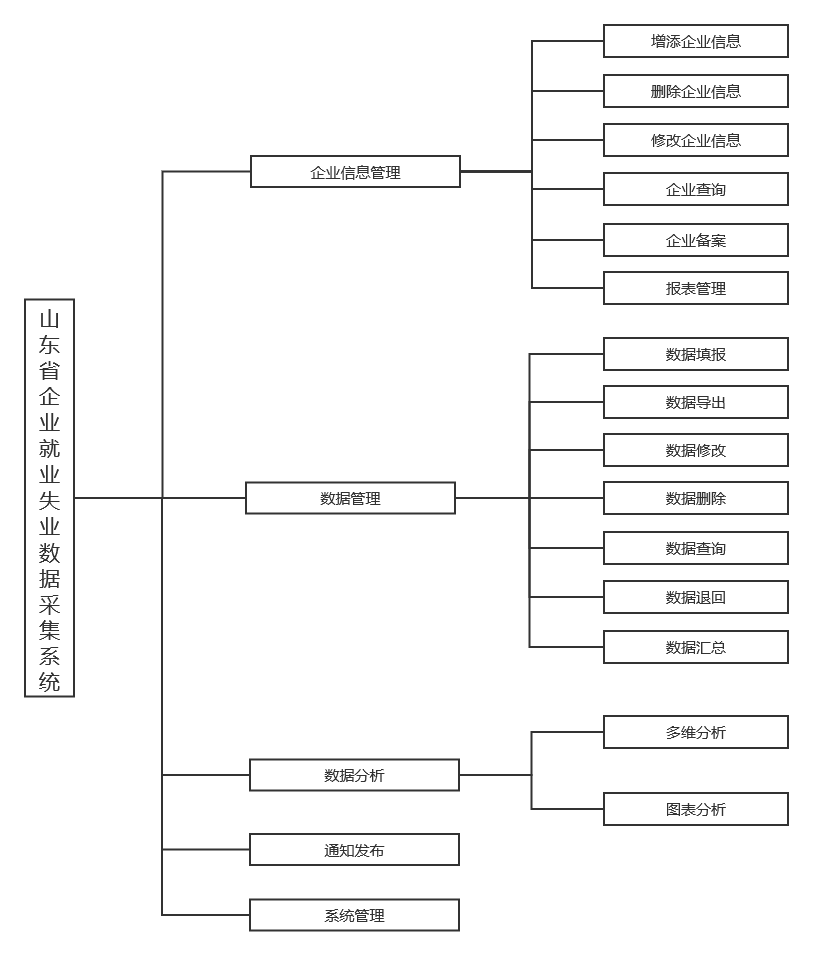 山东省企业就业失业数据采集系统
企业信息管理
增添企业信息
删除企业信息
修改企业信息
企业查询
企业备案
报表管理
数据管理
数据填报
数据导出
数据修改
数据删除
数据查询
数据退回
数据汇总
数据分析
多维分析
图表分析
通知发布
系统管理